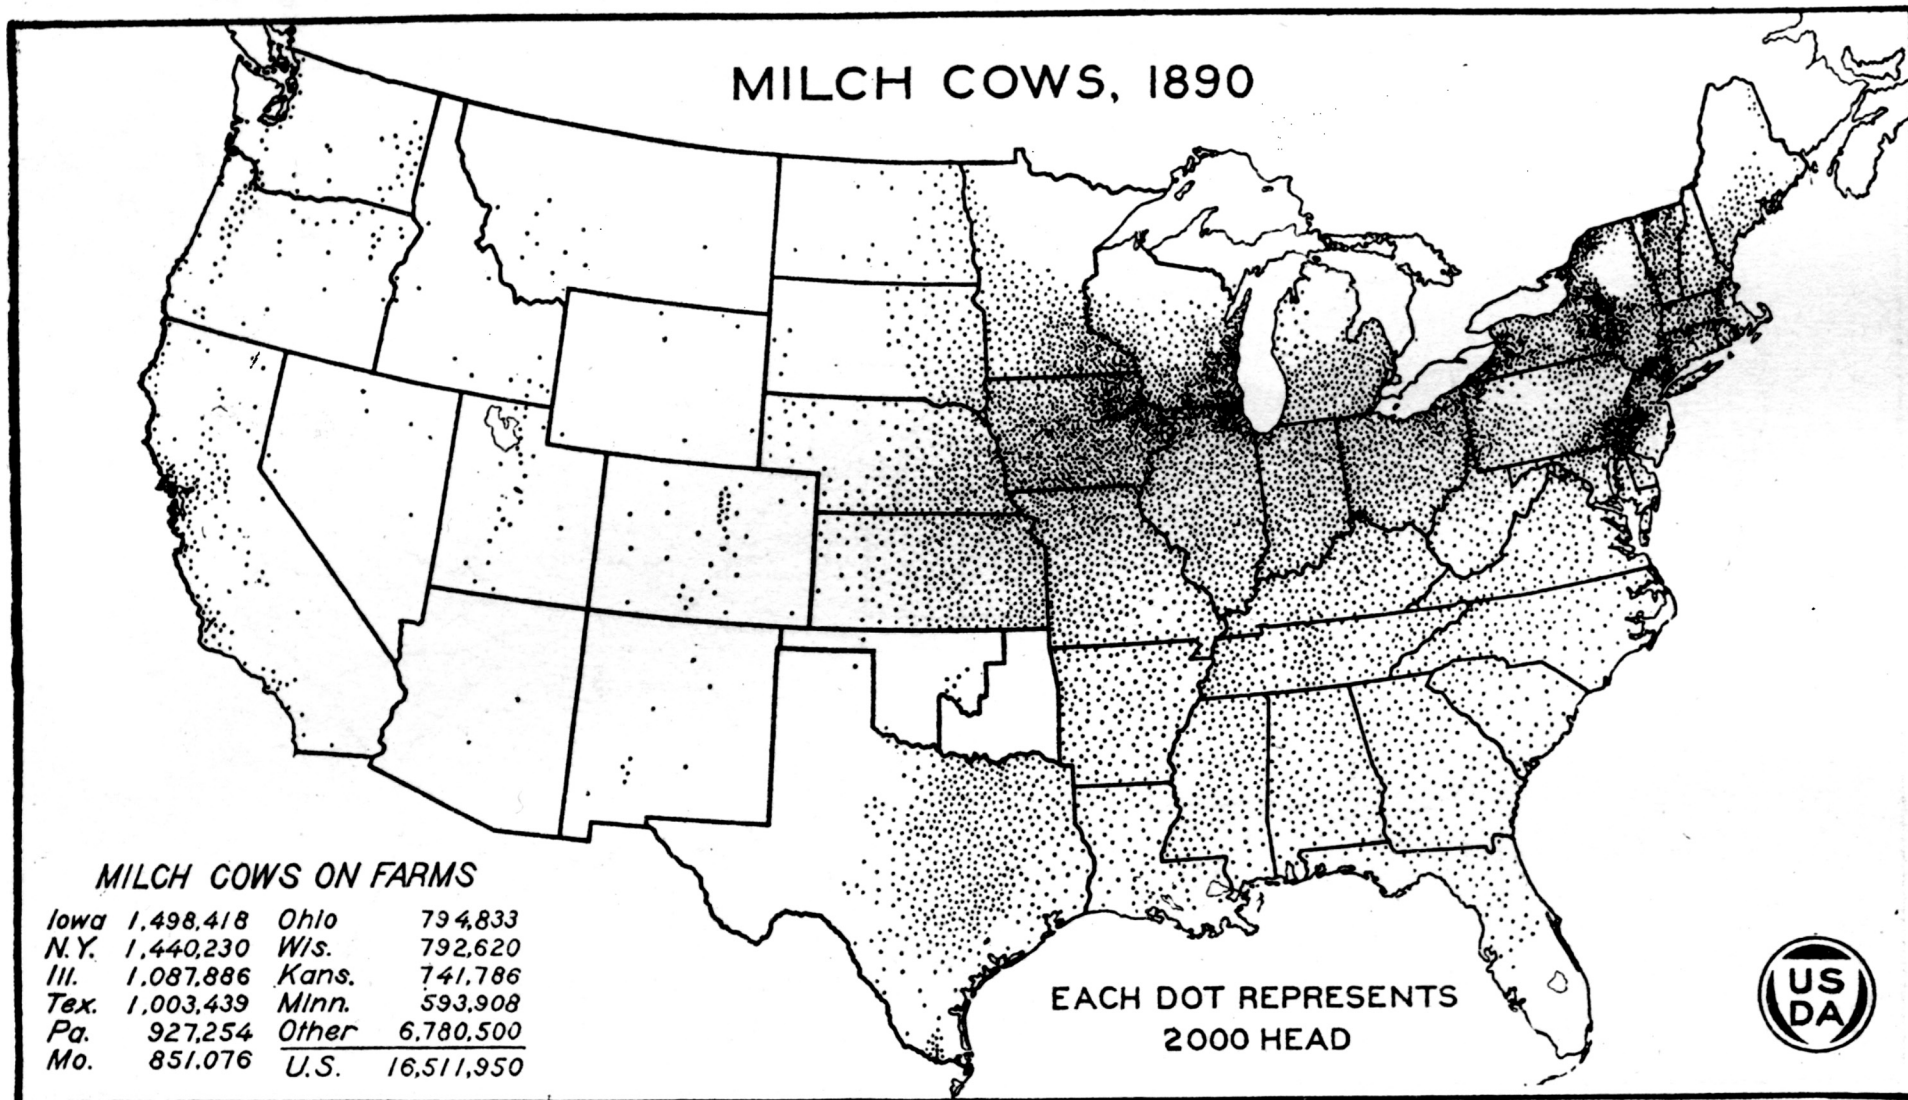 MILCH COWS, 1890
MILCH COWS ON FARMS
Iowa 1,498,418 Ohio 794,833
N.Y. 1,440,230 Wis. 792,620
Ill. 1,087,886 Kans. 741,786
Tex. 1,003,439 Minn. 593,908
Pa. 927,254 Other 6,780,500
Mo. 851,076 U.S. 16,511,950
EACH DOT REPRESENTS
2000 HEAD
US
DA